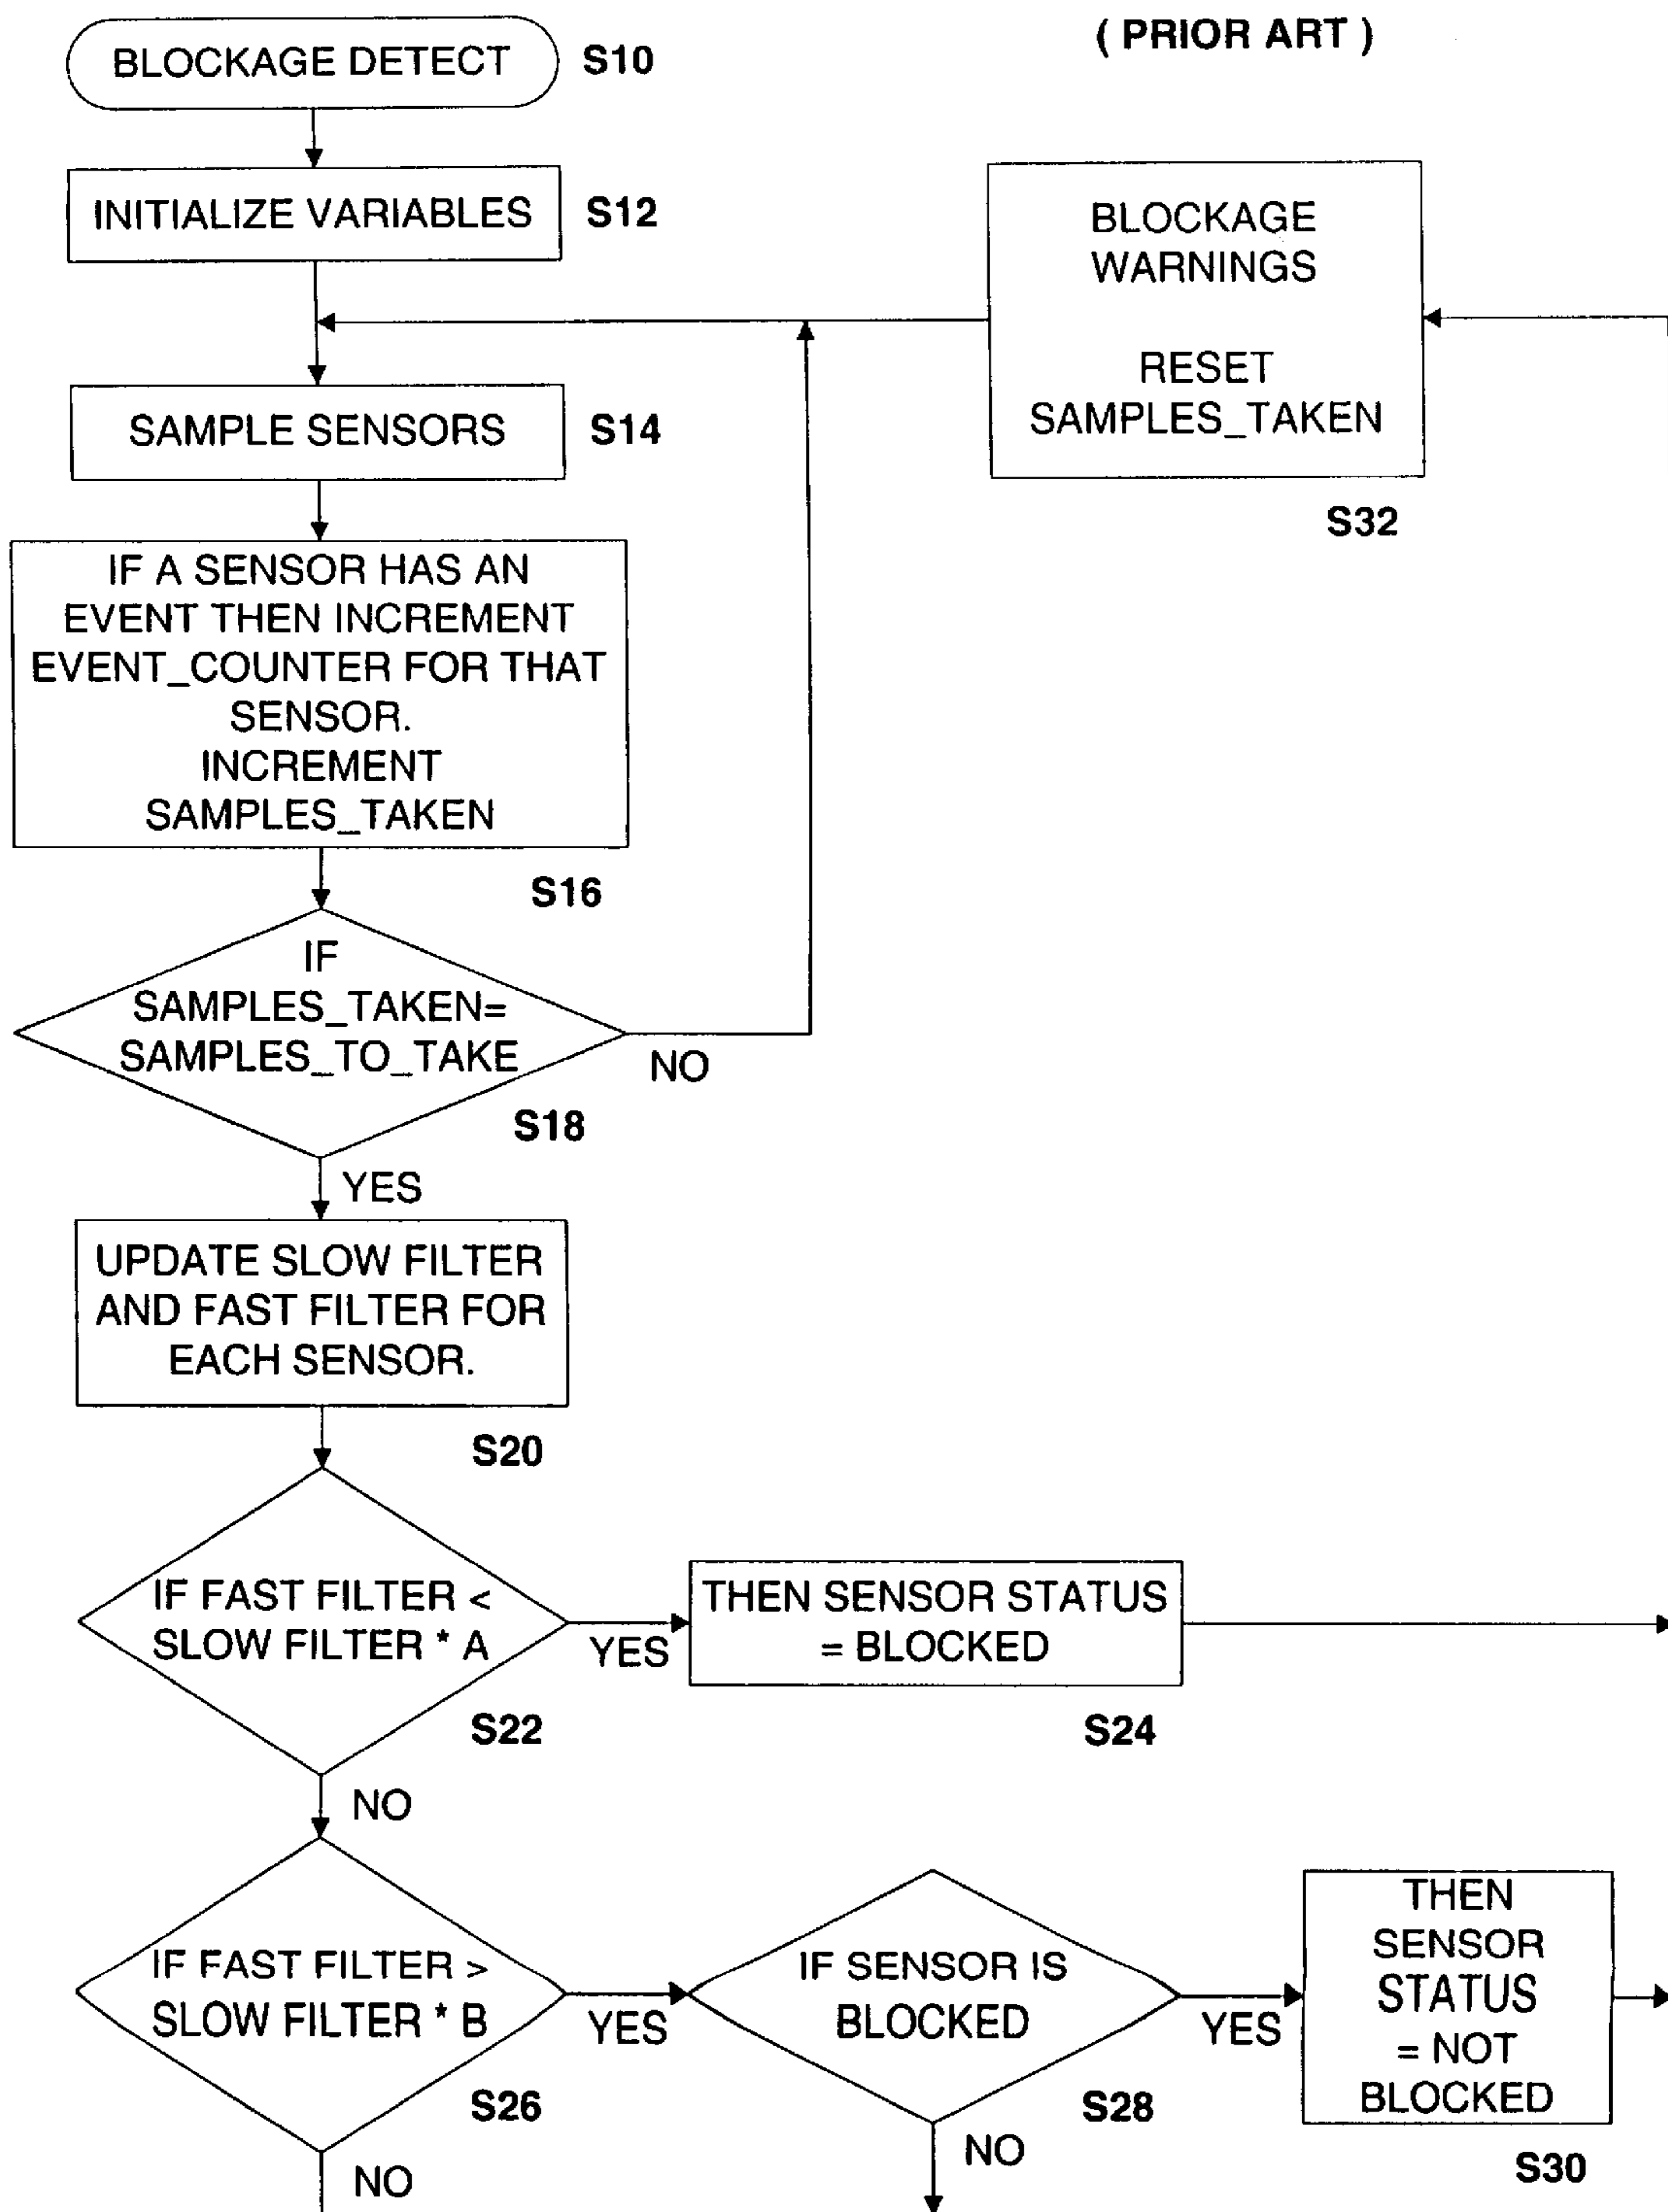 ( PRIOR ART )
BLOCKAGE DETECT
S10
INITIALIZE VARIABLES
S12
BLOCKAGE
WARNINGS
RESET
SAMPLES_TAKEN
S32
SAMPLE SENSORS
S14
IF A SENSOR HAS AN
EVENT THEN INCREMENT
EVENT_COUNTER FOR THAT
SENSOR.
INCREMENT
SAMPLES_TAKEN
S16
IF
SAMPLES_TAKEN=
SAMPLES_TO_TAKE
NO
S18
YES
UPDATE SLOW FILTER
AND FAST FILTER FOR
EACH SENSOR.
S20
IF FAST FILTER <
SLOW FILTER * A
YES
S22
THEN SENSOR STATUS
= BLOCKED
S24
NO
IF FAST FILTER >
SLOW FILTER * B
YES
S26
IF SENSOR IS
BLOCKED
YES
S28
THEN
SENSOR
STATUS
= NOT
BLOCKED
S30
NO
NO